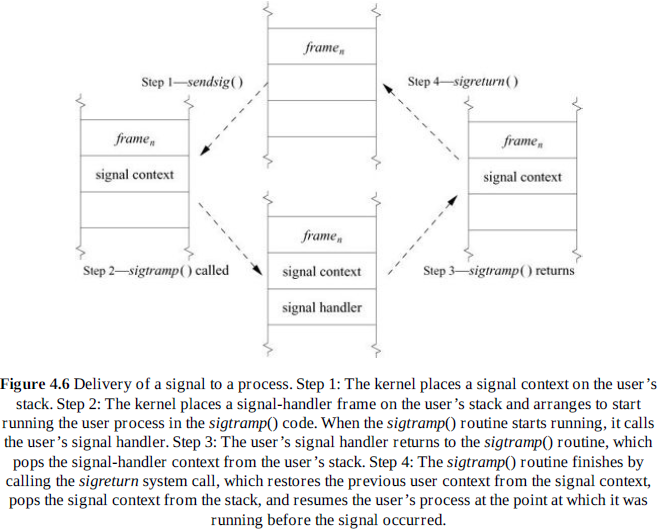 frameₙ
Step 1—sendsig()
Step 4—sigreturn()
frameₙ
signal context
frameₙ
signal context
frameₙ
signal context
signal handler
Step 2—sigtramp() called
Step 3—sigtramp() returns
Figure 4.6 Delivery of a signal to a process. Step 1: The kernel places a signal context on the user’s
stack. Step 2: The kernel places a signal-handler frame on the user’s stack and arranges to start
running the user process in the sigtramp() code. When the sigtramp() routine starts running, it calls
the user’s signal handler. Step 3: The user’s signal handler returns to the sigtramp() routine, which
pops the signal-handler context from the user’s stack. Step 4: The sigtramp() routine finishes by
calling the sigreturn system call, which restores the previous user context from the signal context,
pops the signal context from the stack, and resumes the user’s process at the point at which it was
running before the signal occurred.